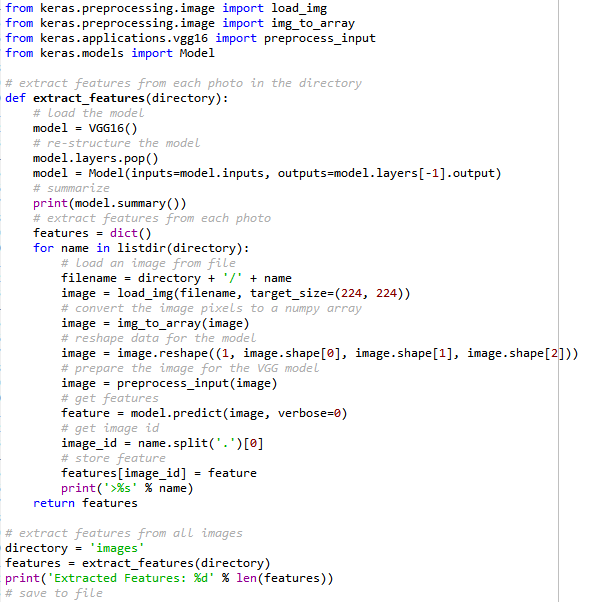 from keras.preprocessing.image import load_img
from keras.preprocessing.image import img_to_array
from keras.applications.vgg16 import preprocess_input
from keras.models import Model

# extract features from each photo in the directory
def extract_features(directory):
    # load the model
    model = VGG16()
    # re-structure the model
    model.layers.pop()
    model = Model(inputs=model.inputs, outputs=model.layers[-1].output)
    # summarize
    print(model.summary())
    # extract features from each photo
    features = dict()
    for name in listdir(directory):
        # load an image from file
        filename = directory + '/' + name
        image = load_img(filename, target_size=(224, 224))
        # convert the image pixels to a numpy array
        image = img_to_array(image)
        # reshape data for the model
        image = image.reshape((1, image.shape[0], image.shape[1], image.shape[2]))
        # prepare the image for the VGG model
        image = preprocess_input(image)
        # get features
        feature = model.predict(image, verbose=0)
        # get image id
        image_id = name.split('.')[0]
        # store feature
        features[image_id] = feature
        print('>%s' % name)
    return features

# extract features from all images
directory = 'images'
features = extract_features(directory)
print('Extracted Features: %d' % len(features))
# save to file